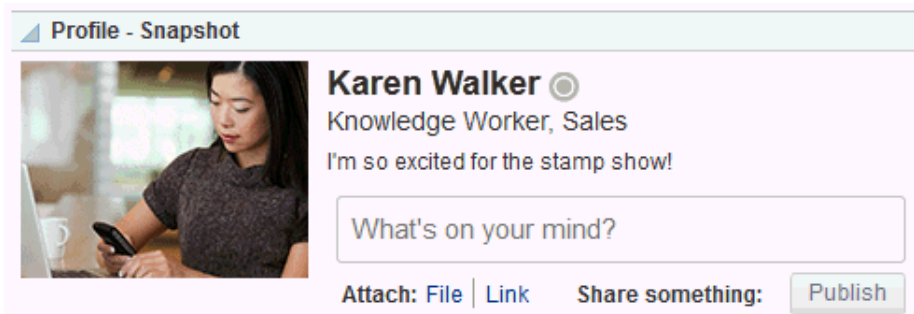 Profile - Snapshot
Karen Walker
Knowledge Worker, Sales
I'm so excited for the stamp show!
What's on your mind?
Attach: File | Link Share something: Publish